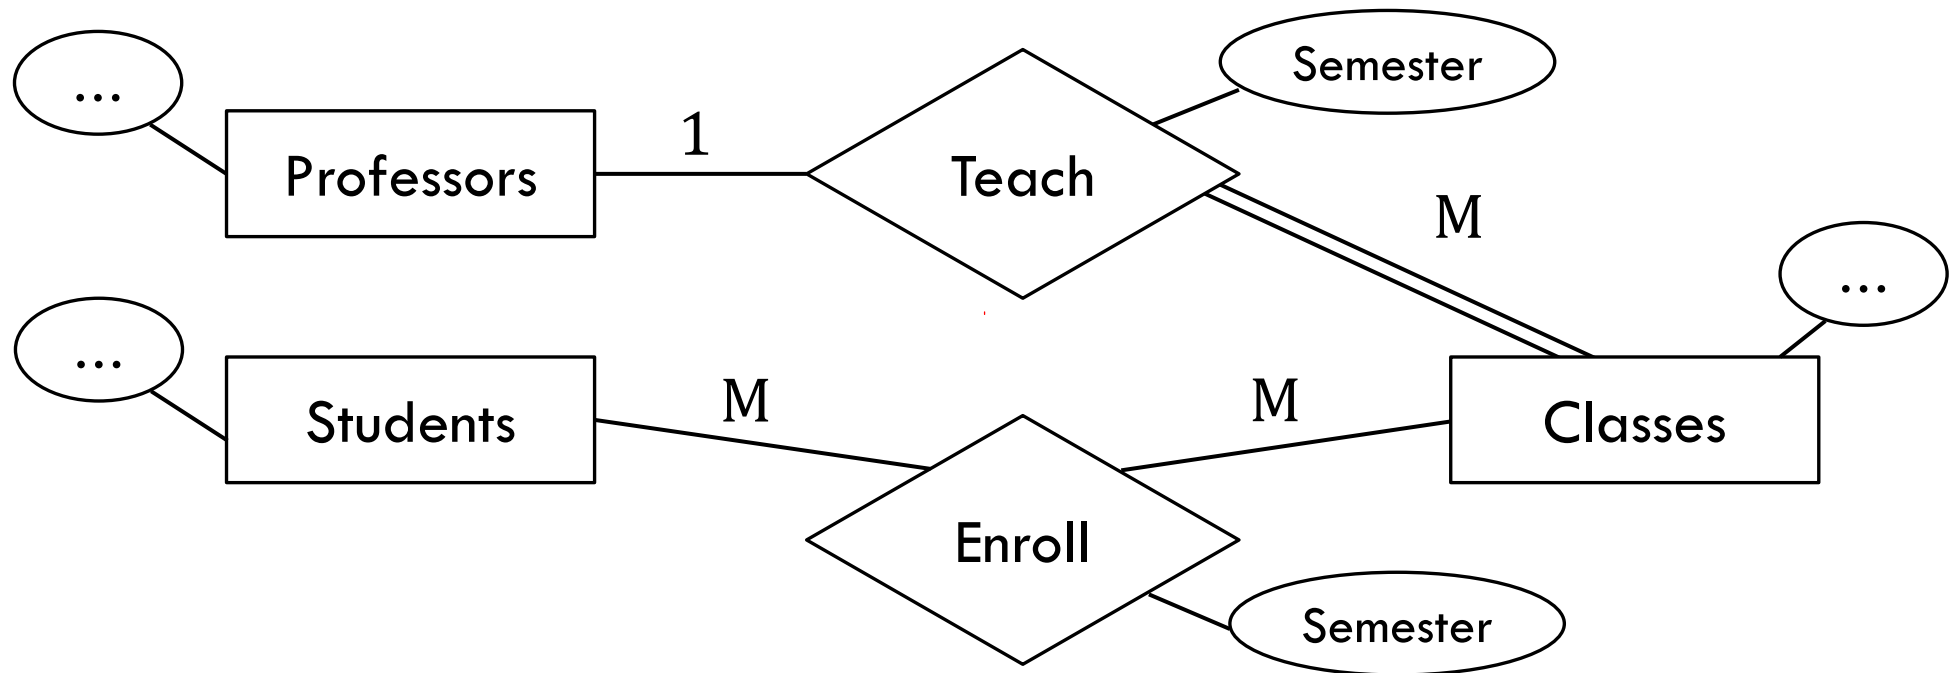 Semester
...
Professors
1
Teach
M
...
...
Students
M
M
Classes
Enroll
Semester